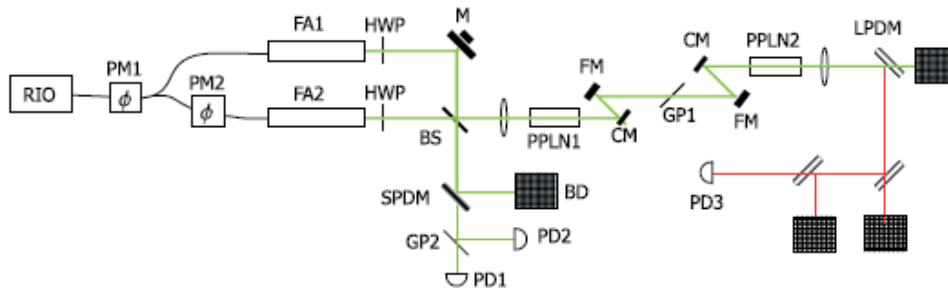 RIO
PM1
ϕ
PM2
ϕ
FA1
HWP
M
FA2
HWP
BS
PPLN1
FM
CM
GP1
CM
FM
PPLN2
LPDM
SPDM
BD
GP2
PD2
PD1
PD3